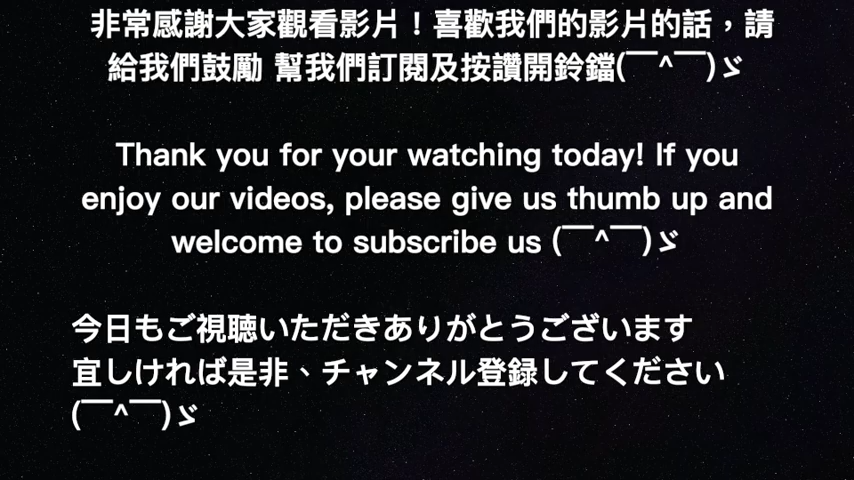 非常感謝大家觀看影片！喜歡我們的影片的話，請
給我們鼓勵 幫我們訂閱及按讚開鈴鐺(￣^￣)ゞ
Thank you for your watching today! If you
enjoy our videos, please give us thumb up and
welcome to subscribe us (￣^￣)ゞ
今日もご視聴いただきありがとうございます
宜しければ是非、チャンネル登録してください
(￣^￣)ゞ